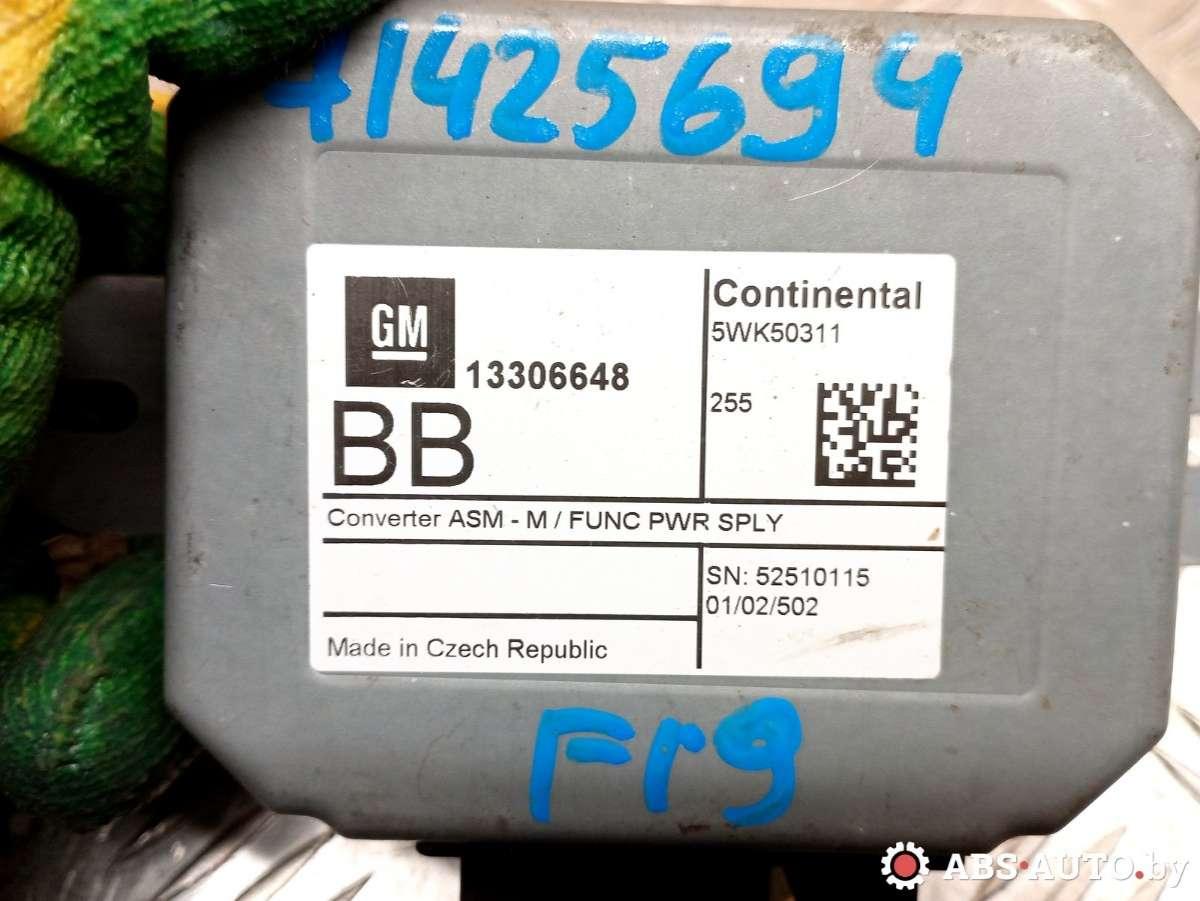 71425694
GM
13306648
BB
Continental
5WK50311
255
Converter ASM - M / FUNC PWR SPLY
SN: 52510115
01/02/502
Made in Czech Republic
Fr9
ABS-AUTO.by